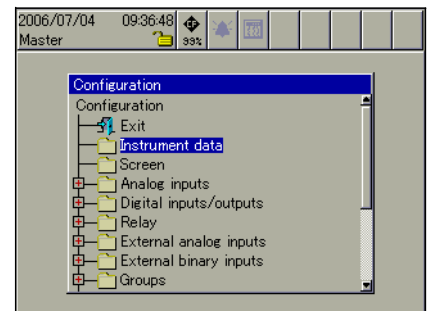 2006/07/04 09:36:48
Master
CF
99%
Configuration
Configuration
Exit
Instrument data
Screen
Analog inputs
Digital inputs/outputs
Relay
External analog inputs
External binary inputs
Groups